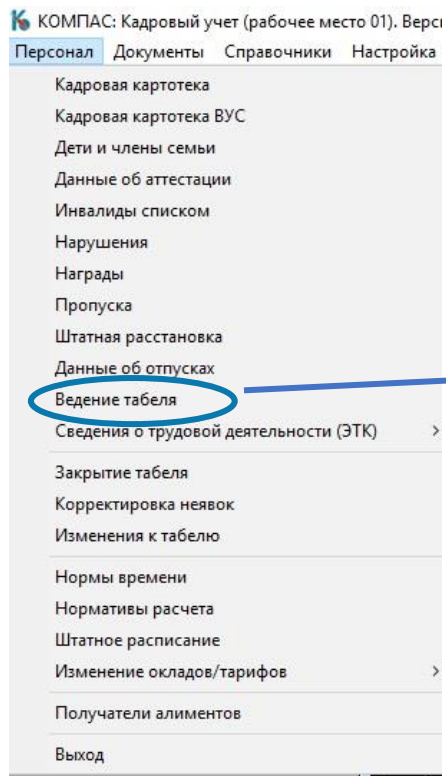 КОМПАС: Кадровый учет (рабочее место 01). Верс
Персонал Документы Справочники Настройка
Кадровая картотека
Кадровая картотека ВУС
Дети и члены семьи
Данные об аттестации
Инвалиды списком
Нарушения
Награды
Пропуска
Штатная расстановка
Данные об отпусках
Ведение табеля
Сведения о трудовой деятельности (ЭТК) >
Закрытие табеля
Корректировка неявок
Изменения к табелю
Нормы времени
Нормативы расчета
Штатное расписание
Изменение окладов/тарифов >
Получатели алиментов
Выход